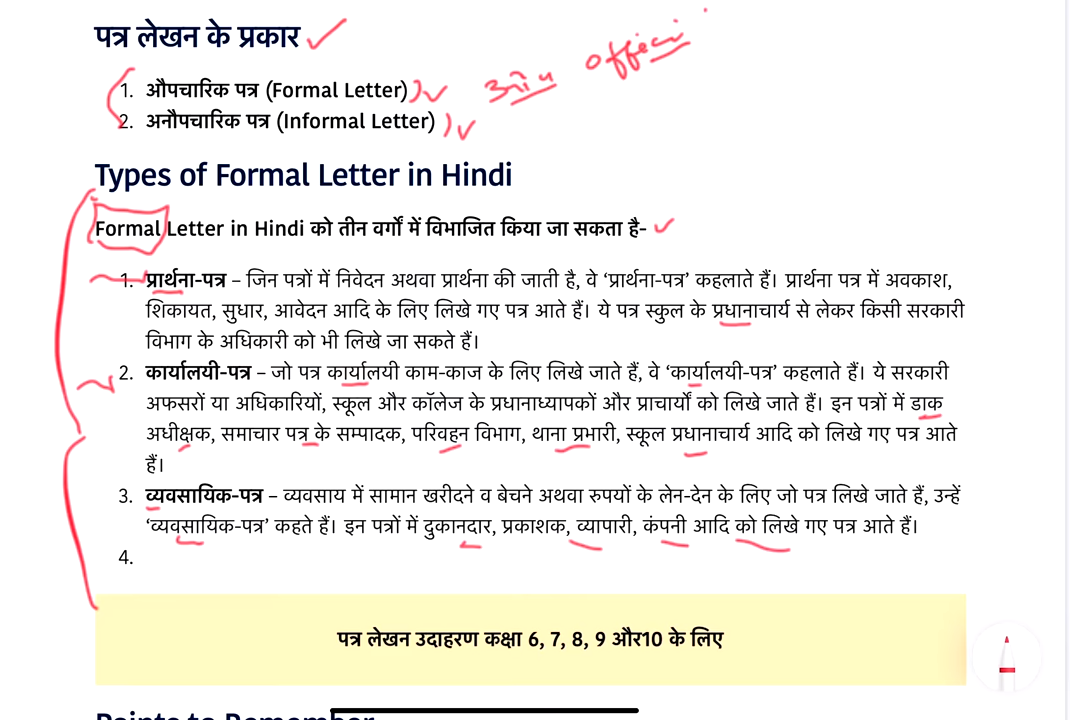 पत्र लेखन के प्रकार
1. औपचारिक पत्र (Formal Letter)
2. अनौपचारिक पत्र (Informal Letter)
Types of Formal Letter in Hindi
Formal Letter in Hindi को तीन वर्गों में विभाजित किया जा सकता है-
1. प्रार्थना-पत्र – जिन पत्रों में निवेदन अथवा प्रार्थना की जाती है, वे ‘प्रार्थना-पत्र’ कहलाते हैं। प्रार्थना पत्र में अवकाश,
शिकायत, सुधार, आवेदन आदि के लिए लिखे गए पत्र आते हैं। ये पत्र स्कुल के प्रधानाचार्य से लेकर किसी सरकारी
विभाग के अधिकारी को भी लिखे जा सकते हैं।
2. कार्यालयी-पत्र – जो पत्र कार्यालयी काम-काज के लिए लिखे जाते हैं, वे ‘कार्यालयी-पत्र’ कहलाते हैं। ये सरकारी
अफसरों या अधिकारियों, स्कूल और कॉलेज के प्रधानाध्यापकों और प्राचार्यों को लिखे जाते हैं। इन पत्रों में डाक
अधीक्षक, समाचार पत्र के सम्पादक, परिवहन विभाग, थाना प्रभारी, स्कूल प्रधानाचार्य आदि को लिखे गए पत्र आते
हैं।
3. व्यवसायिक-पत्र – व्यवसाय में सामान खरीदने व बेचने अथवा रुपयों के लेन-देन के लिए जो पत्र लिखे जाते हैं, उन्हें
‘व्यवसायिक-पत्र’ कहते हैं। इन पत्रों में दुकानदार, प्रकाशक, व्यापारी, कंपनी आदि को लिखे गए पत्र आते हैं।
4.
पत्र लेखन उदाहरण कक्षा 6, 7, 8, 9 और10 के लिए
Points to Remember